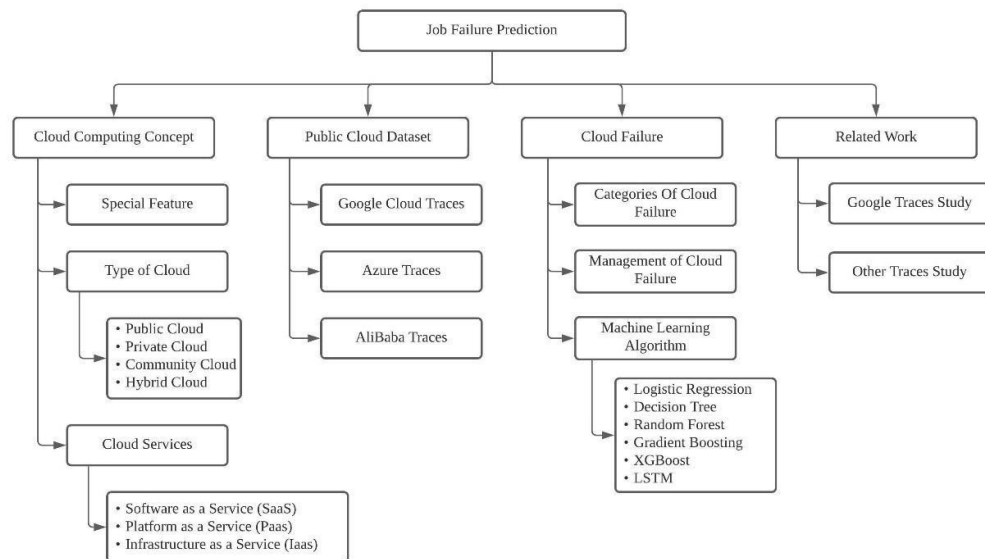 Job Failure Prediction
Cloud Computing Concept
Special Feature
Type of Cloud
• Public Cloud
• Private Cloud
• Community Cloud
• Hybrid Cloud
Cloud Services
• Software as a Service (SaaS)
• Platform as a Service (Paas)
• Infrastructure as a Service (Iaas)
Public Cloud Dataset
Google Cloud Traces
Azure Traces
AliBaba Traces
Cloud Failure
Categories Of Cloud
Failure
Management of Cloud
Failure
Machine Learning
Algorithm
• Logistic Regression
• Decision Tree
• Random Forest
• Gradient Boosting
• XGBoost
• LSTM
Related Work
Google Traces Study
Other Traces Study